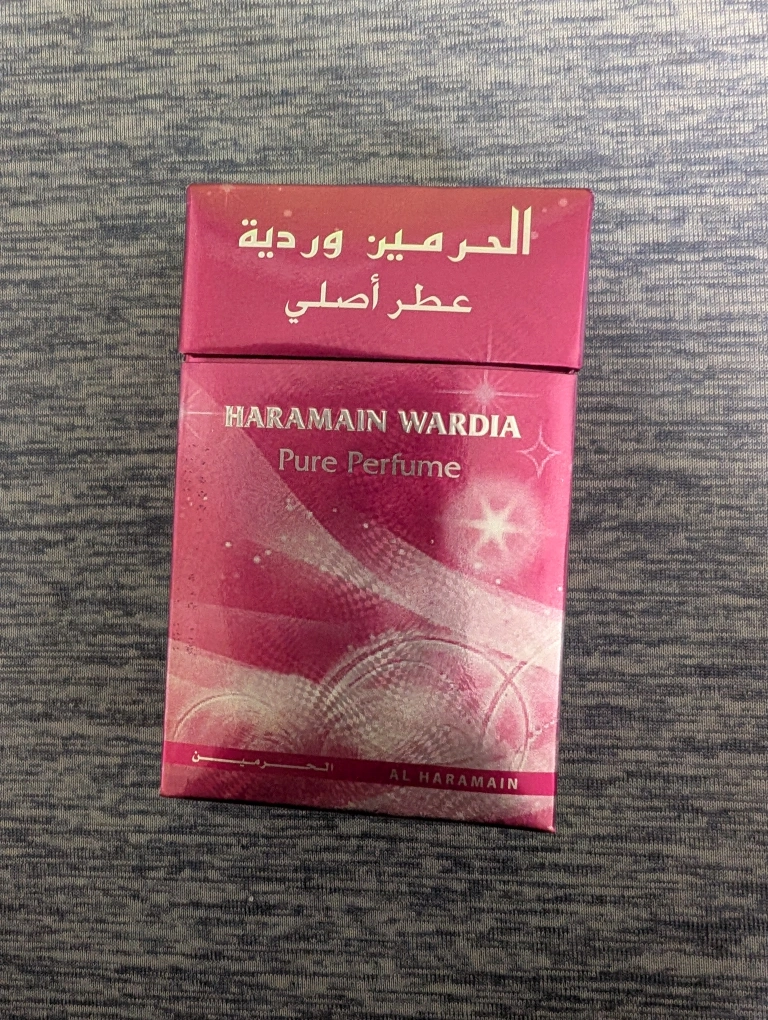 الحرمين وردية
عطر أصلي
HARAMAIN WARDIA
Pure Perfume
الحرمين
AL HARAMAIN